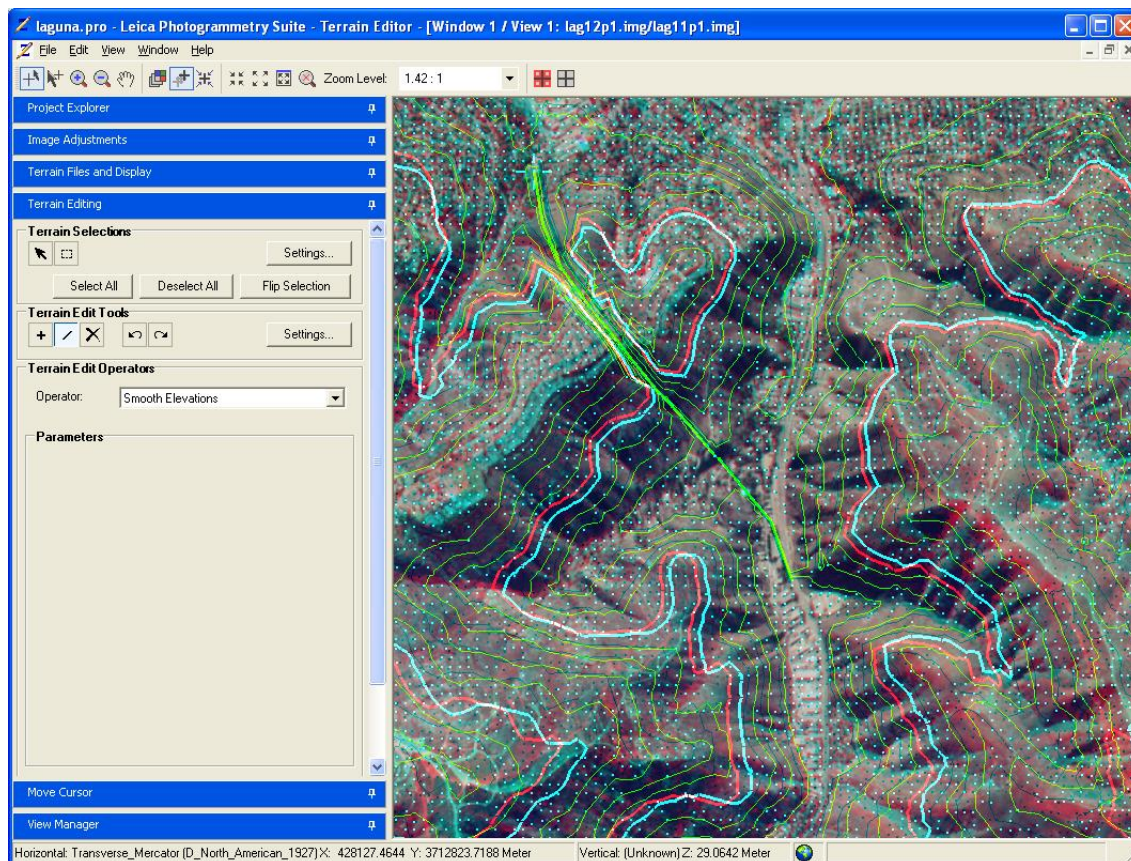 laguna.pro - Leica Photogrammetry Suite - Terrain Editor - [Window 1 / View 1: lag12p1.img/lag11p1.img]
File Edit View Window Help
Zoom Level: 1.42 : 1
Project Explorer
Image Adjustments
Terrain Files and Display
Terrain Editing
Terrain Selections
Settings...
Select All Deselect All Flip Selection
Terrain Edit Tools
Settings...
Terrain Edit Operators
Operator: Smooth Elevations
Parameters
Move Cursor
View Manager
Horizontal: Transverse_Mercator (D_North_American_1927) X: 428127.4644 Y: 3712823.7188 Meter Vertical: (Unknown) Z: 29.0642 Meter